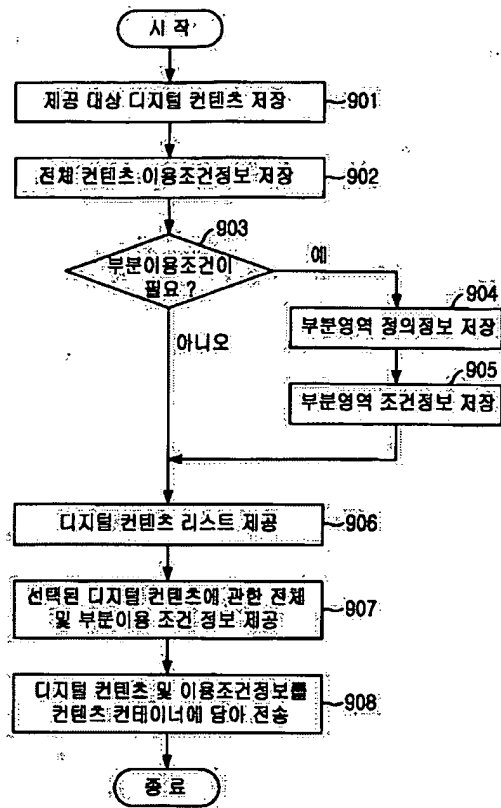 시 작
제공 대상 디지털 컨텐츠 저장
901
전체 컨텐츠 이용조건정보 저장
902
903
부분이용조건이
필요 ?
예
아니오
904
부분영역 정의정보 저장
905
부분영역 조건정보 저장
디지털 컨텐츠 리스트 제공
906
선택된 디지털 컨텐츠에 관한 전체
및 부분이용 조건 정보 제공
907
디지털 컨텐츠 및 이용조건정보를
컨텐츠 컨테이너에 담아 전송
908
종 료